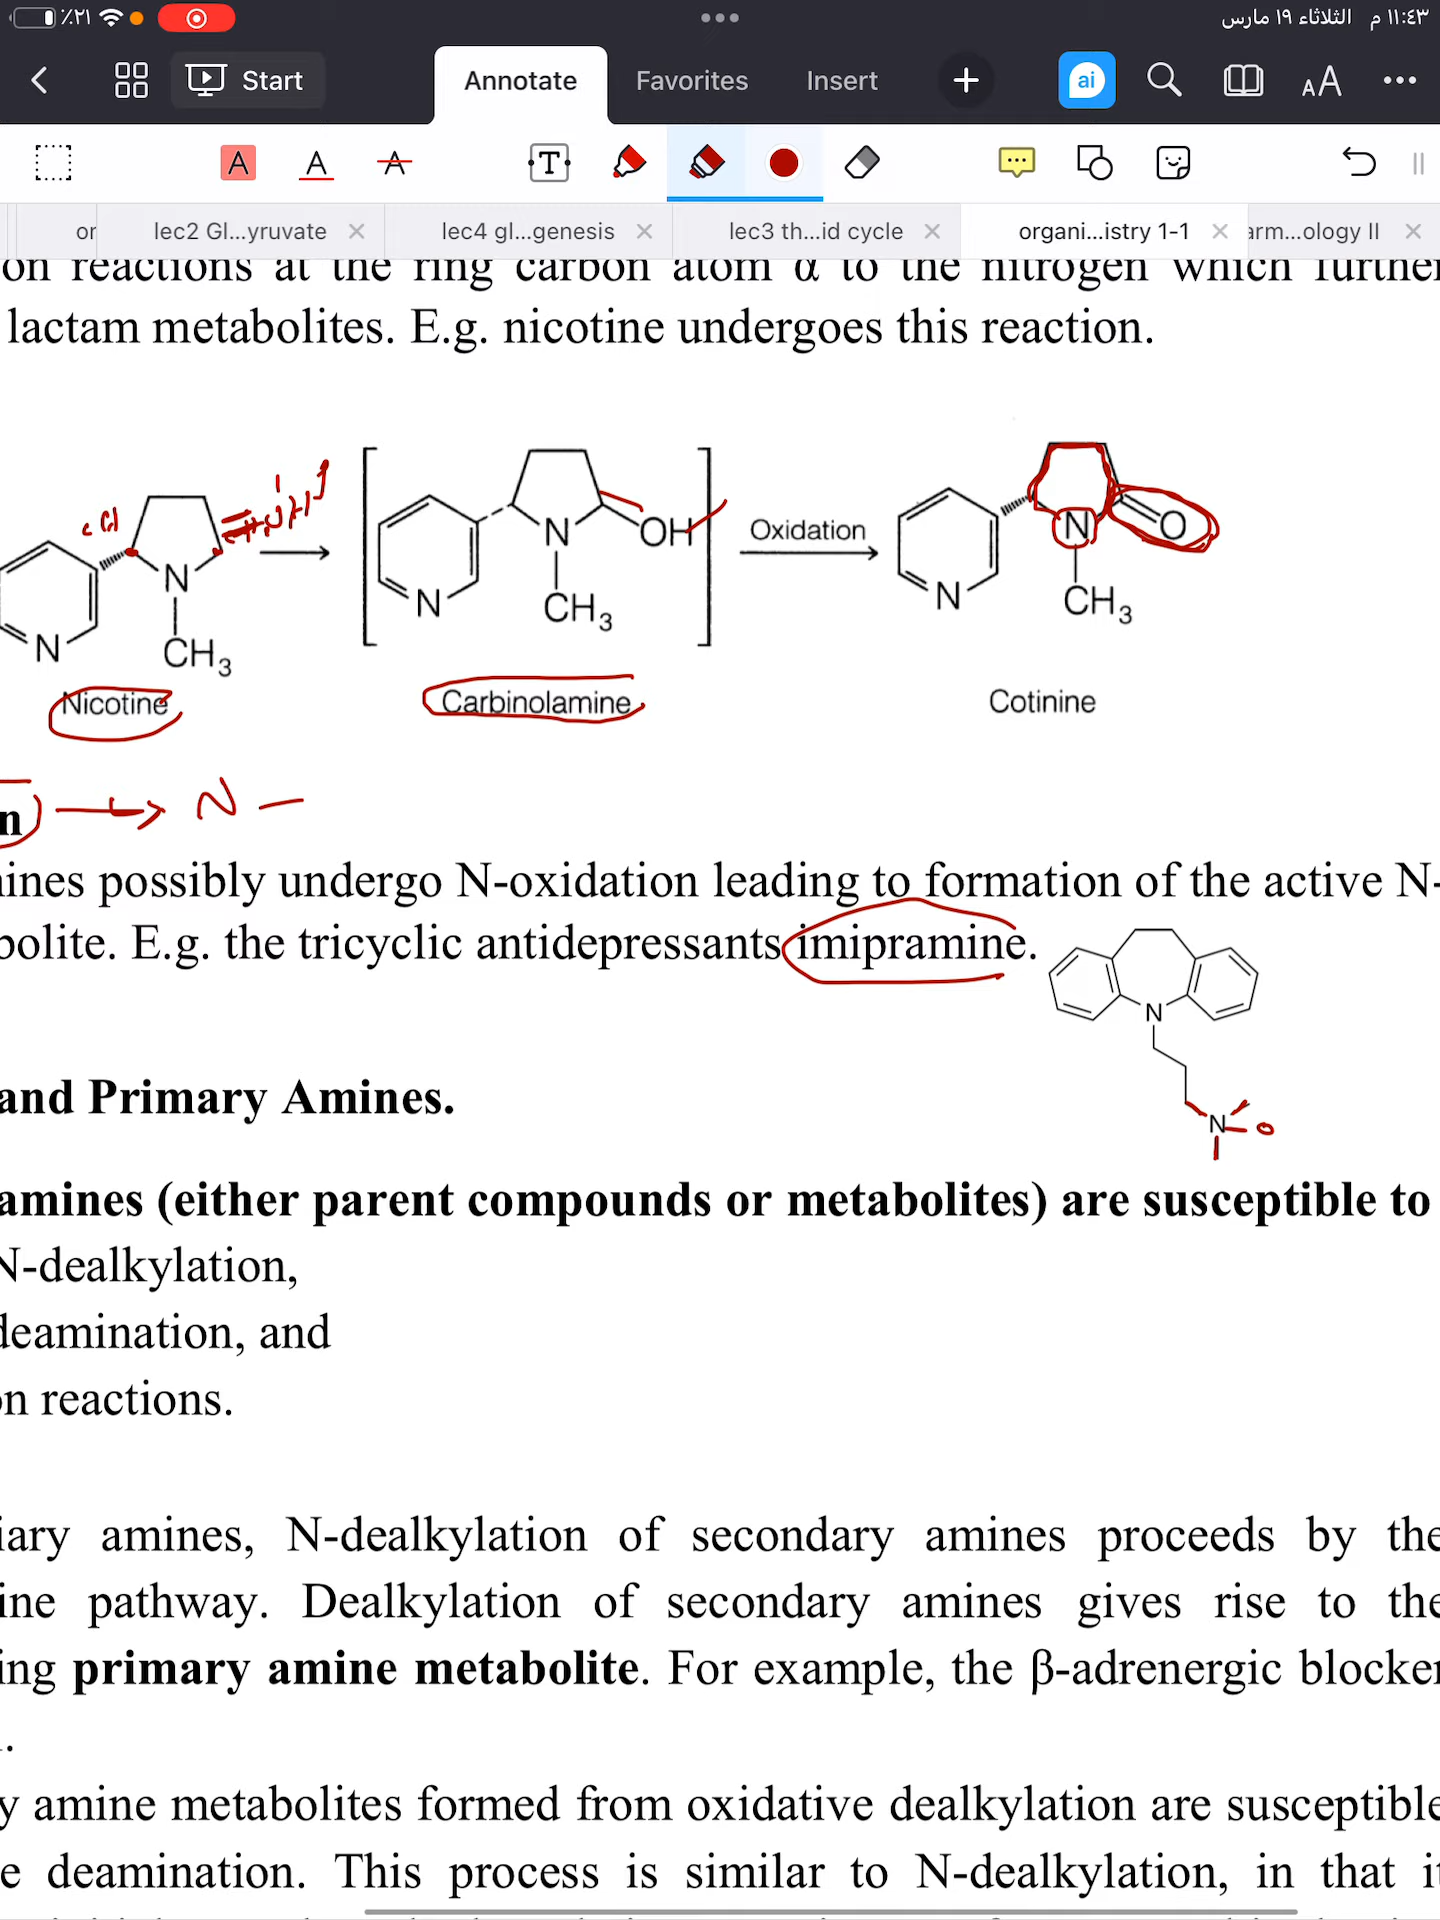 ٪٢١
١١:٤٣ م الثلاثاء ١٩ مارس
Start
Annotate
Favorites
Insert
ai
AA
A A A T
or
lec2 Gl...yruvate
lec4 gl...genesis
lec3 th...id cycle
organi...istry 1-1
arm...ology II
on reactions at the ring carbon atom α to the nitrogen which further
lactam metabolites. E.g. nicotine undergoes this reaction.
N
N
CH3
Nicotine
N
N
OH
CH3
Carbinolamine
Oxidation
N
N
O
CH3
Cotinine
n
N
ines possibly undergo N-oxidation leading to formation of the active N-
bolite. E.g. the tricyclic antidepressants imipramine.
N
N
and Primary Amines.
amines (either parent compounds or metabolites) are susceptible to
N-dealkylation,
deamination, and
on reactions.
iary amines, N-dealkylation of secondary amines proceeds by the
ine pathway. Dealkylation of secondary amines gives rise to the
ing primary amine metabolite. For example, the β-adrenergic blocker
.
y amine metabolites formed from oxidative dealkylation are susceptible
e deamination. This process is similar to N-dealkylation, in that it